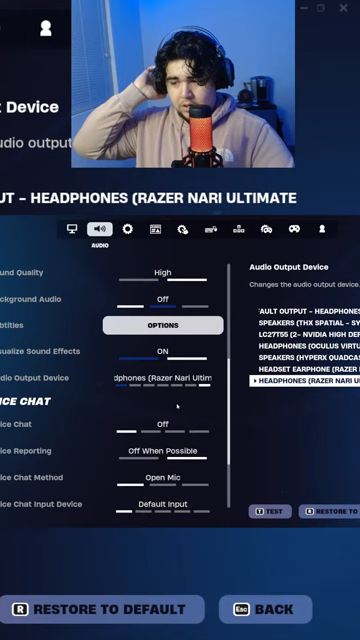 t Device
udio output
UT - HEADPHONES (RAZER NARI ULTIMATE
AUDIO
und Quality
High
ckground Audio
Off
btitles
OPTIONS
sualize Sound Effects
ON
dio Output Device
dphones (Razer Nari Ultim
ICE CHAT
ice Chat
Off
ice Reporting
Off When Possible
ice Chat Method
Open Mic
ice Chat Input Device
Default Input
Audio Output Device
Changes the audio output device.
FAULT OUTPUT - HEADPHONES
SPEAKERS (THX SPATIAL - SY
LC27T55 (2- NVIDIA HIGH DEF
HEADPHONES (OCULUS VIRTU
SPEAKERS (HYPERX QUADCAS
HEADSET EARPHONE (RAZER
HEADPHONES (RAZER NARI UL
T TEST
R RESTORE TO
R RESTORE TO DEFAULT
Esc BACK